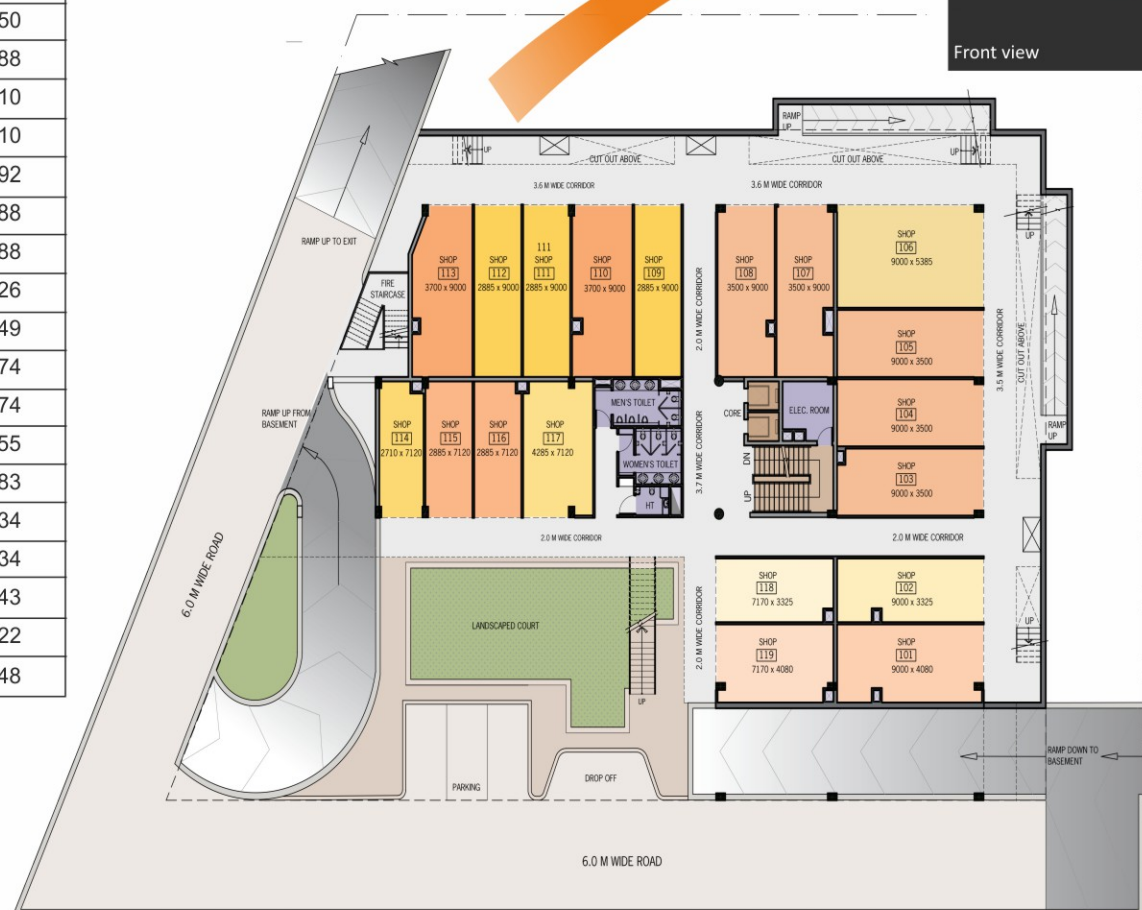 50
88
10
10
92
88
88
26
49
74
74
55
83
34
34
43
22
48
Front view
RAMP
UP
UP
CUT OUT ABOVE
CUT OUT ABOVE
UP
3.6 M WIDE CORRIDOR
3.6 M WIDE CORRIDOR
UP
RAMP UP TO EXIT
FIRE
STAIRCASE
SHOP
113
3700 x 9000
SHOP
112
2885 x 9000
111
SHOP
111
2885 x 9000
SHOP
110
3700 x 9000
SHOP
109
2885 x 9000
2.0 M WIDE CORRIDOR
SHOP
108
3500 x 9000
SHOP
107
3500 x 9000
SHOP
106
9000 x 5385
SHOP
105
9000 x 3500
3.5 M WIDE CORRIDOR
CUT OUT ABOVE
RAMP
UP
RAMP UP FROM
BASEMENT
SHOP
114
2710 x 7120
SHOP
115
2885 x 7120
SHOP
116
2885 x 7120
SHOP
117
4285 x 7120
MEN'S TOILET
WOMEN'S TOILET
HT
3.7 M WIDE CORRIDOR
CORE
ELEC. ROOM
DN
UP
SHOP
104
9000 x 3500
SHOP
103
9000 x 3500
2.0 M WIDE CORRIDOR
2.0 M WIDE CORRIDOR
6.0 M WIDE ROAD
LANDSCAPED COURT
UP
2.0 M WIDE CORRIDOR
SHOP
118
7170 x 3325
SHOP
102
9000 x 3325
SHOP
119
7170 x 4080
SHOP
101
9000 x 4080
UP
PARKING
DROP OFF
RAMP DOWN TO
BASEMENT
6.0 M WIDE ROAD